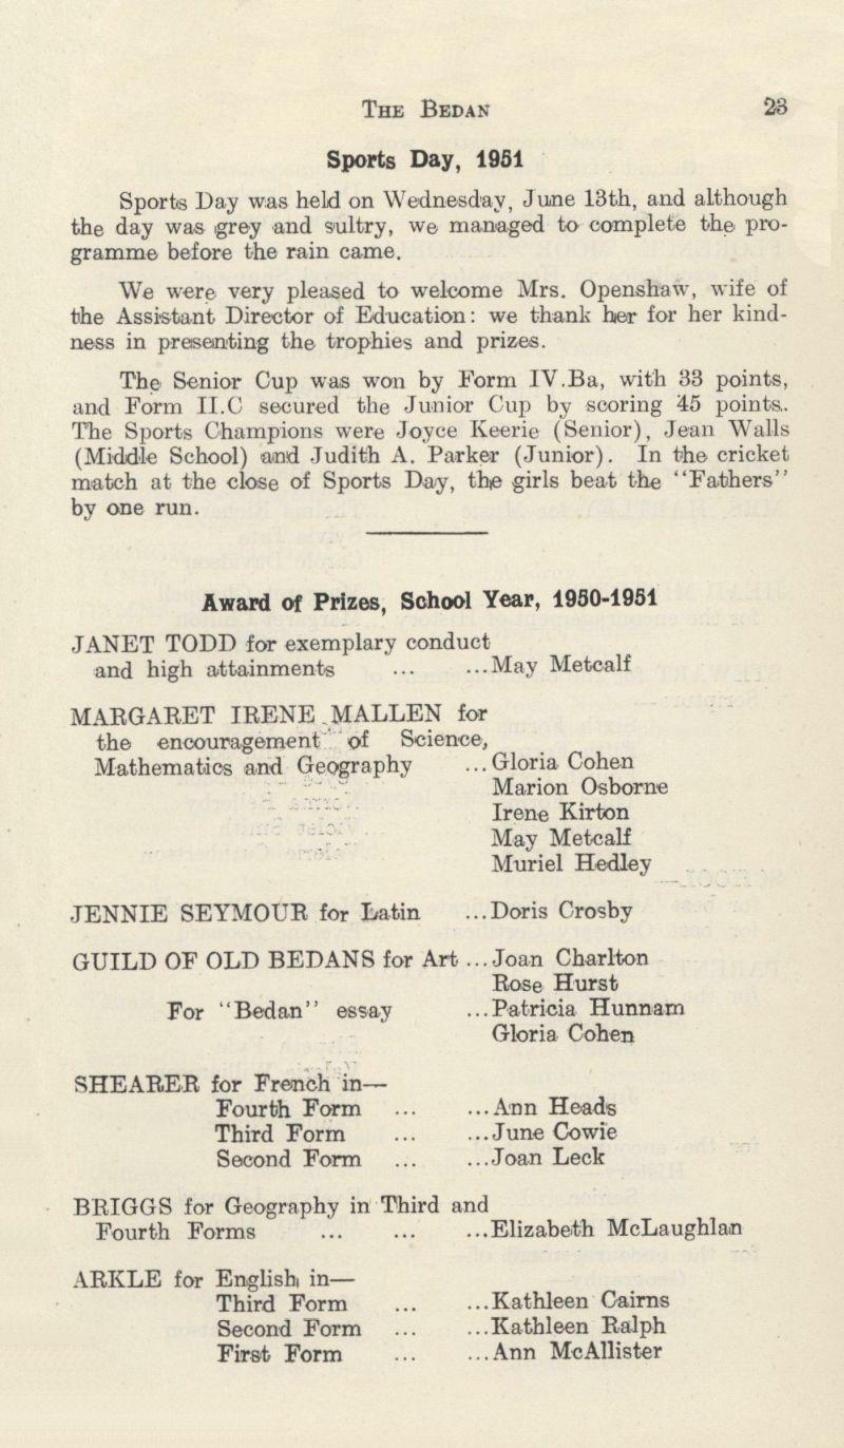 THE BEDAN 23
Sports Day, 1951
Sports Day was held on Wednesday, June 13th, and although
the day was grey and sultry, we managed to complete the pro-
gramme before the rain came.
We were very pleased to welcome Mrs. Openshaw, wife of
the Assistant Director of Education: we thank her for her kind-
ness in presenting the trophies and prizes.
The Senior Cup was won by Form IV.Ba, with 33 points,
and Form II.C secured the Junior Cup by scoring 45 points.
The Sports Champions were Joyce Keerie (Senior), Jean Walls
(Middle School) and Judith A. Parker (Junior). In the cricket
match at the close of Sports Day, the girls beat the "Fathers"
by one run.
Award of Prizes, School Year, 1950-1951
JANET TODD for exemplary conduct
and high attainments ... ...May Metcalf
MARGARET IRENE MALLEN for
the encouragement of Science,
Mathematics and Geography ...Gloria Cohen
Marion Osborne
Irene Kirton
May Metcalf
Muriel Hedley
JENNIE SEYMOUR for Latin ...Doris Crosby
GUILD OF OLD BEDANS for Art ...Joan Charlton
Rose Hurst
For "Bedan" essay ...Patricia Hunnam
Gloria Cohen
SHEARER for French in—
Fourth Form ... ...Ann Heads
Third Form ... ...June Cowie
Second Form ... ...Joan Leck
BRIGGS for Geography in Third and
Fourth Forms ... ... ...Elizabeth McLaughlan
ARKLE for English in—
Third Form ... ...Kathleen Cairns
Second Form ... ...Kathleen Ralph
First Form ... ...Ann McAllister